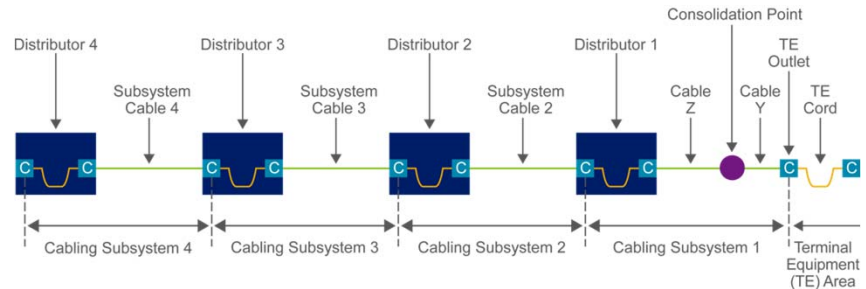 Consolidation Point
Distributor 4
Distributor 3
Distributor 2
Distributor 1
TE
Outlet
Subsystem
Cable 4
Subsystem
Cable 3
Subsystem
Cable 2
Cable
Z
Cable
Y
TE
Cord
C
C
C
C
C
C
C
C
C
C
Cabling Subsystem 4
Cabling Subsystem 3
Cabling Subsystem 2
Cabling Subsystem 1
Terminal
Equipment
(TE) Area